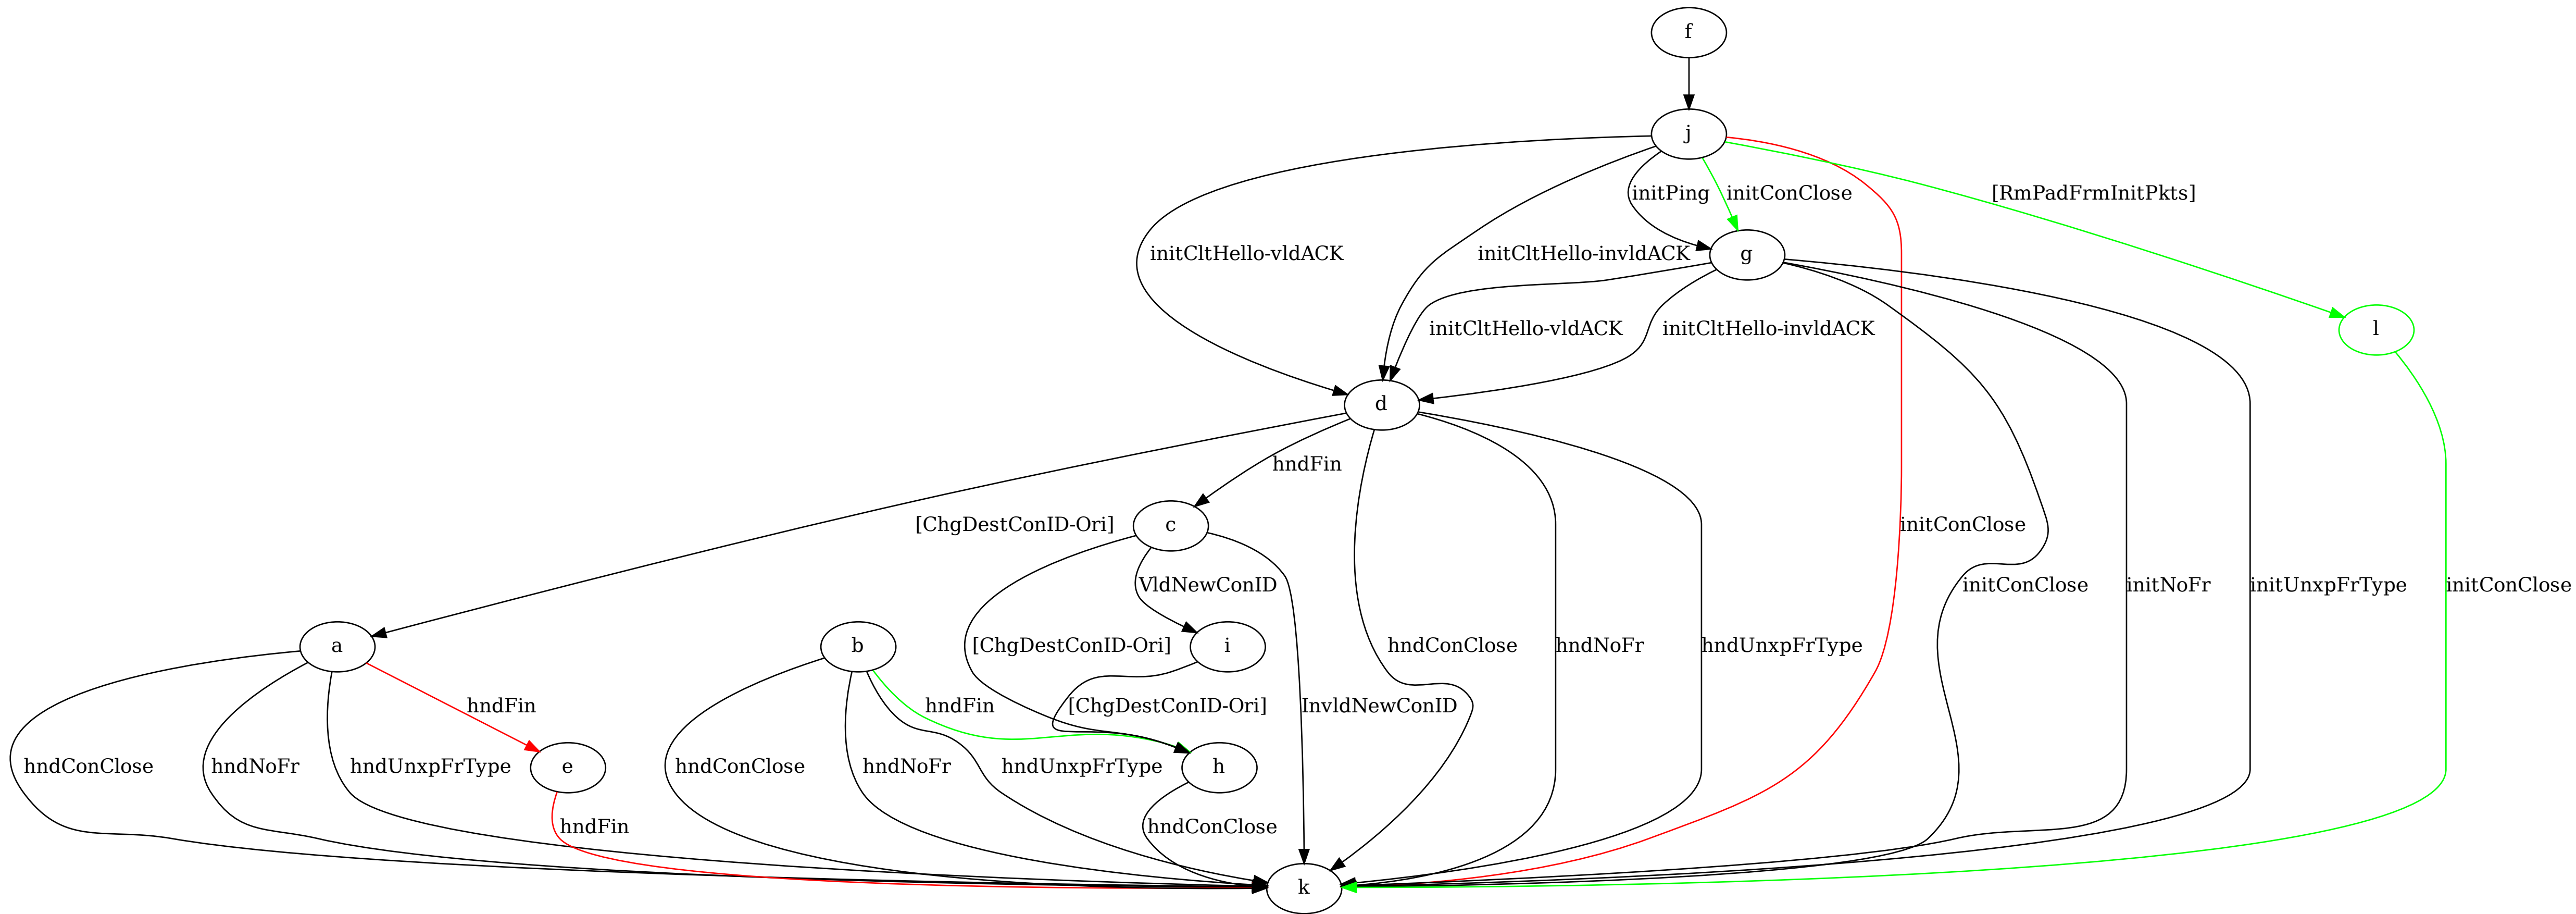 f
j
initPing
initConClose
[RmPadFrmInitPkts]
initCltHello-vldACK
initCltHello-invldACK
g
initCltHello-vldACK
initCltHello-invldACK
l
d
hndFin
[ChgDestConID-Ori]
c
initConClose
VldNewConID
initConClose
initNoFr
initUnxpFrType
initConClose
a
b
[ChgDestConID-Ori]
i
hndConClose
hndNoFr
hndUnxpFrType
hndFin
hndFin
[ChgDestConID-Ori]
InvldNewConID
hndConClose
hndNoFr
hndUnxpFrType
e
hndConClose
hndNoFr
hndUnxpFrType
h
hndFin
hndConClose
k